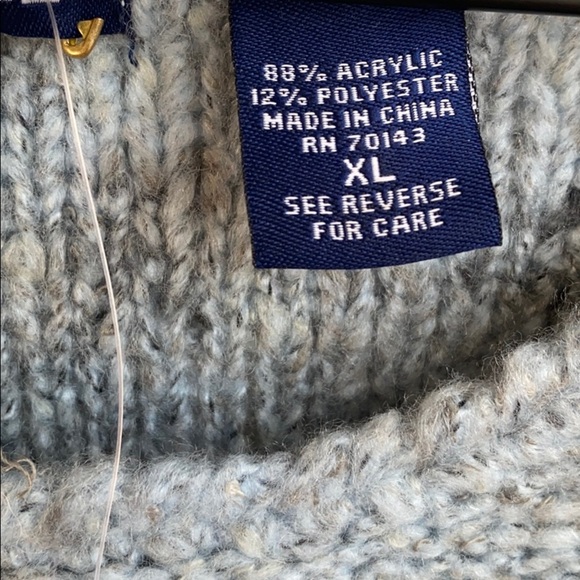 88% ACRYLIC
12% POLYESTER
MADE IN CHINA
RN 70143
XL
SEE REVERSE
FOR CARE